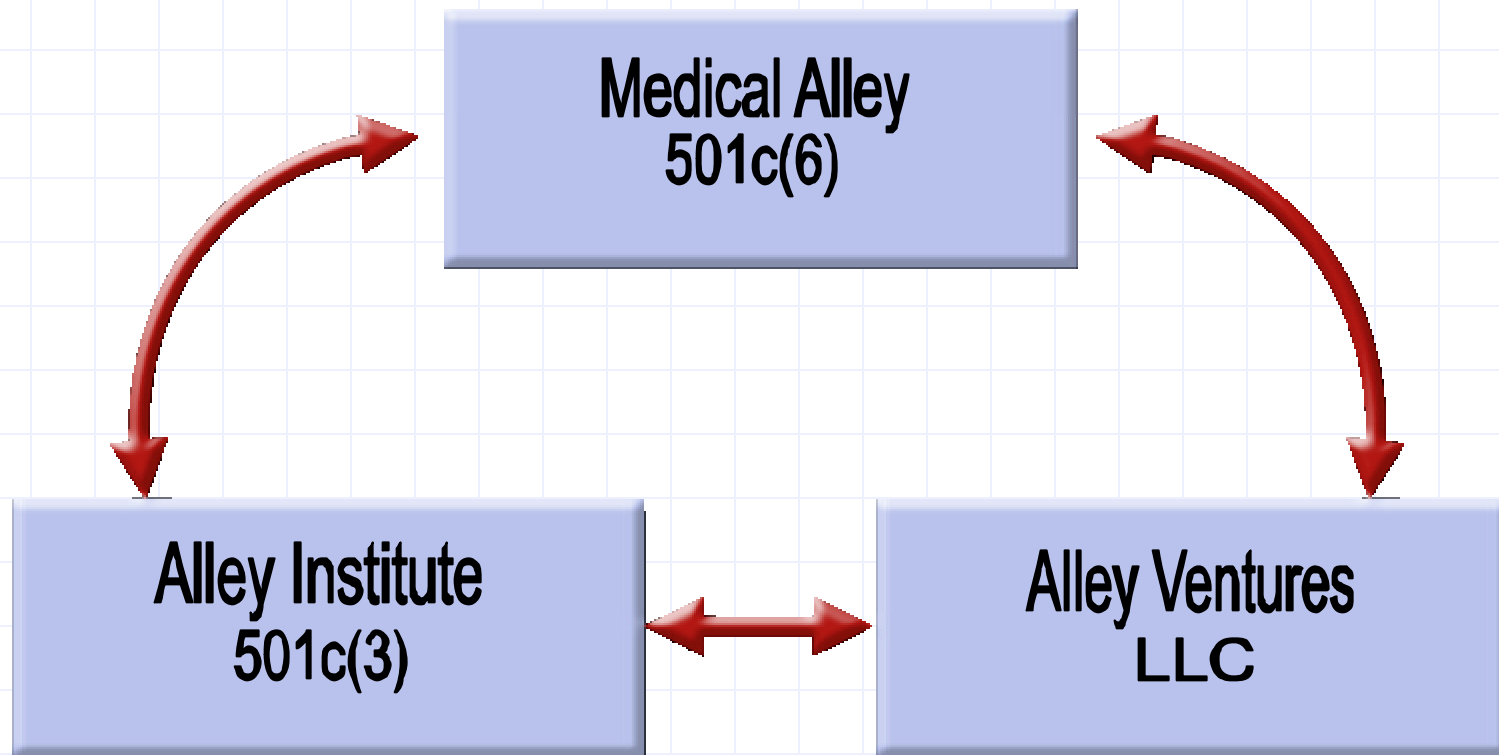 Medical Alley
501c(6)
Alley Institute
501c(3)
Alley Ventures
LLC